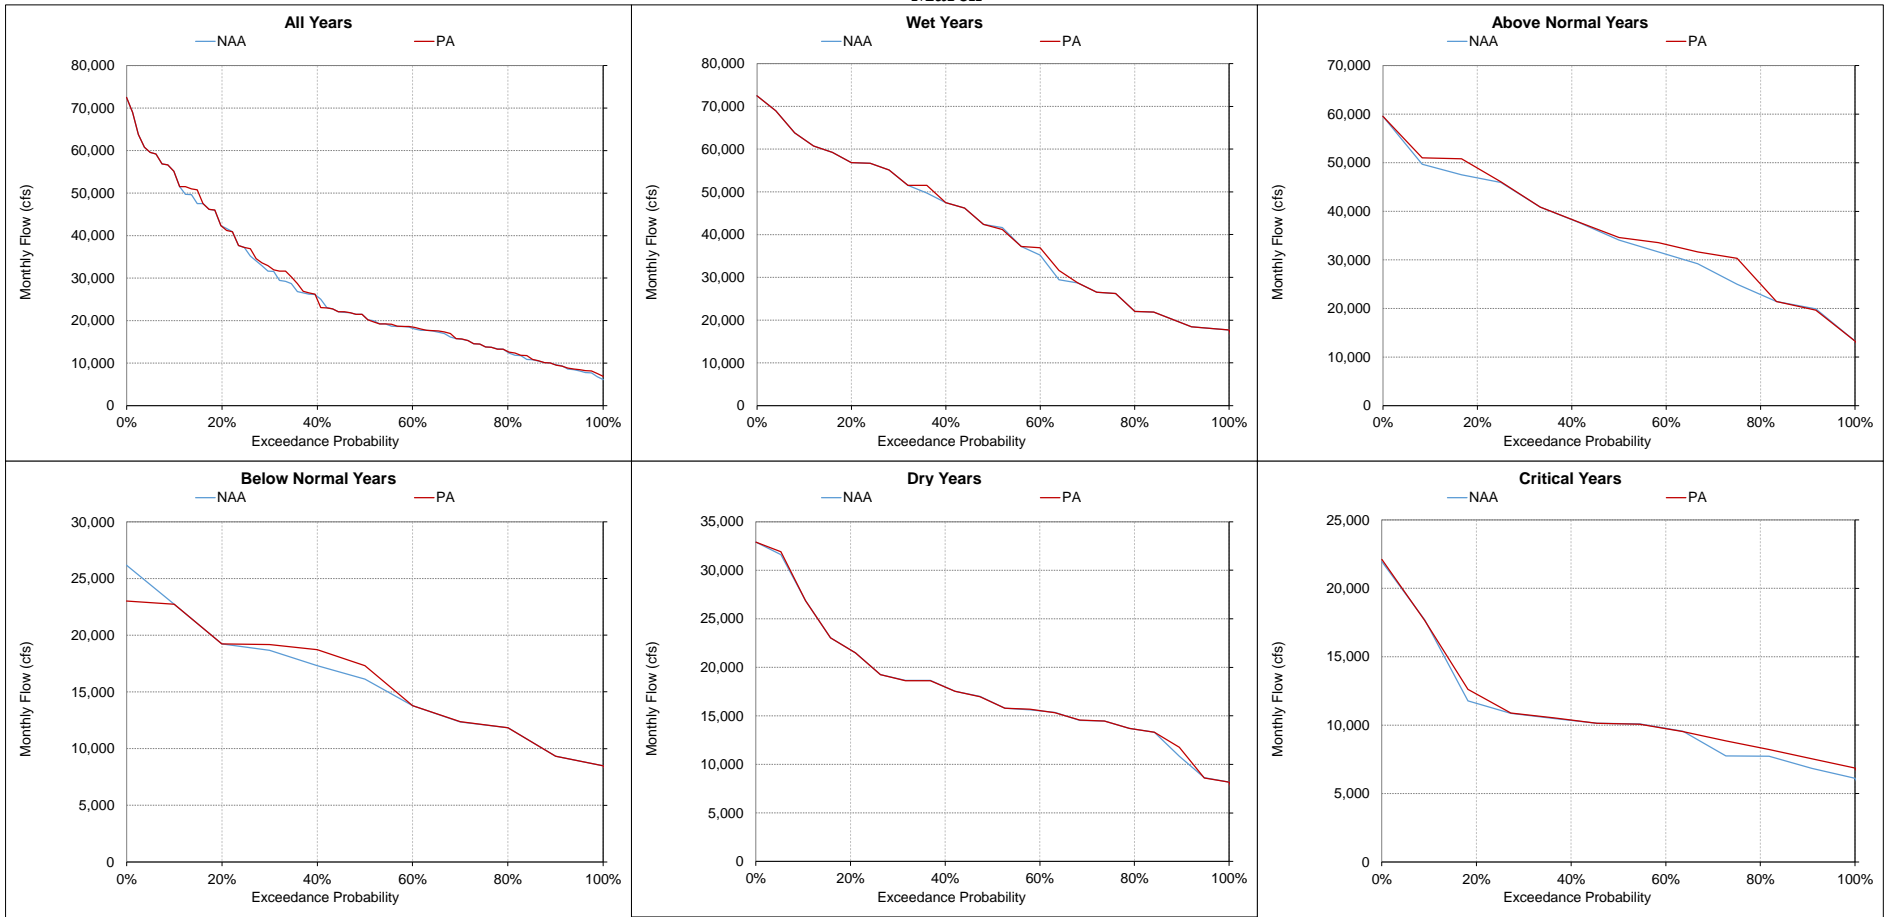 All Years
NAA PA
80,000
70,000
60,000
50,000
40,000
30,000
20,000
10,000
0
0% 20% 40% 60% 80% 100%
Monthly Flow (cfs)
Exceedance Probability
Wet Years
NAA PA
80,000
70,000
60,000
50,000
40,000
30,000
20,000
10,000
0
0% 20% 40% 60% 80% 100%
Monthly Flow (cfs)
Exceedance Probability
Above Normal Years
NAA PA
70,000
60,000
50,000
40,000
30,000
20,000
10,000
0
0% 20% 40% 60% 80% 100%
Monthly Flow (cfs)
Exceedance Probability
Below Normal Years
NAA PA
30,000
25,000
20,000
15,000
10,000
5,000
0
0% 20% 40% 60% 80% 100%
Monthly Flow (cfs)
Exceedance Probability
Dry Years
NAA PA
35,000
30,000
25,000
20,000
15,000
10,000
5,000
0
0% 20% 40% 60% 80% 100%
Monthly Flow (cfs)
Exceedance Probability
Critical Years
NAA PA
25,000
20,000
15,000
10,000
5,000
0
0% 20% 40% 60% 80% 100%
Monthly Flow (cfs)
Exceedance Probability